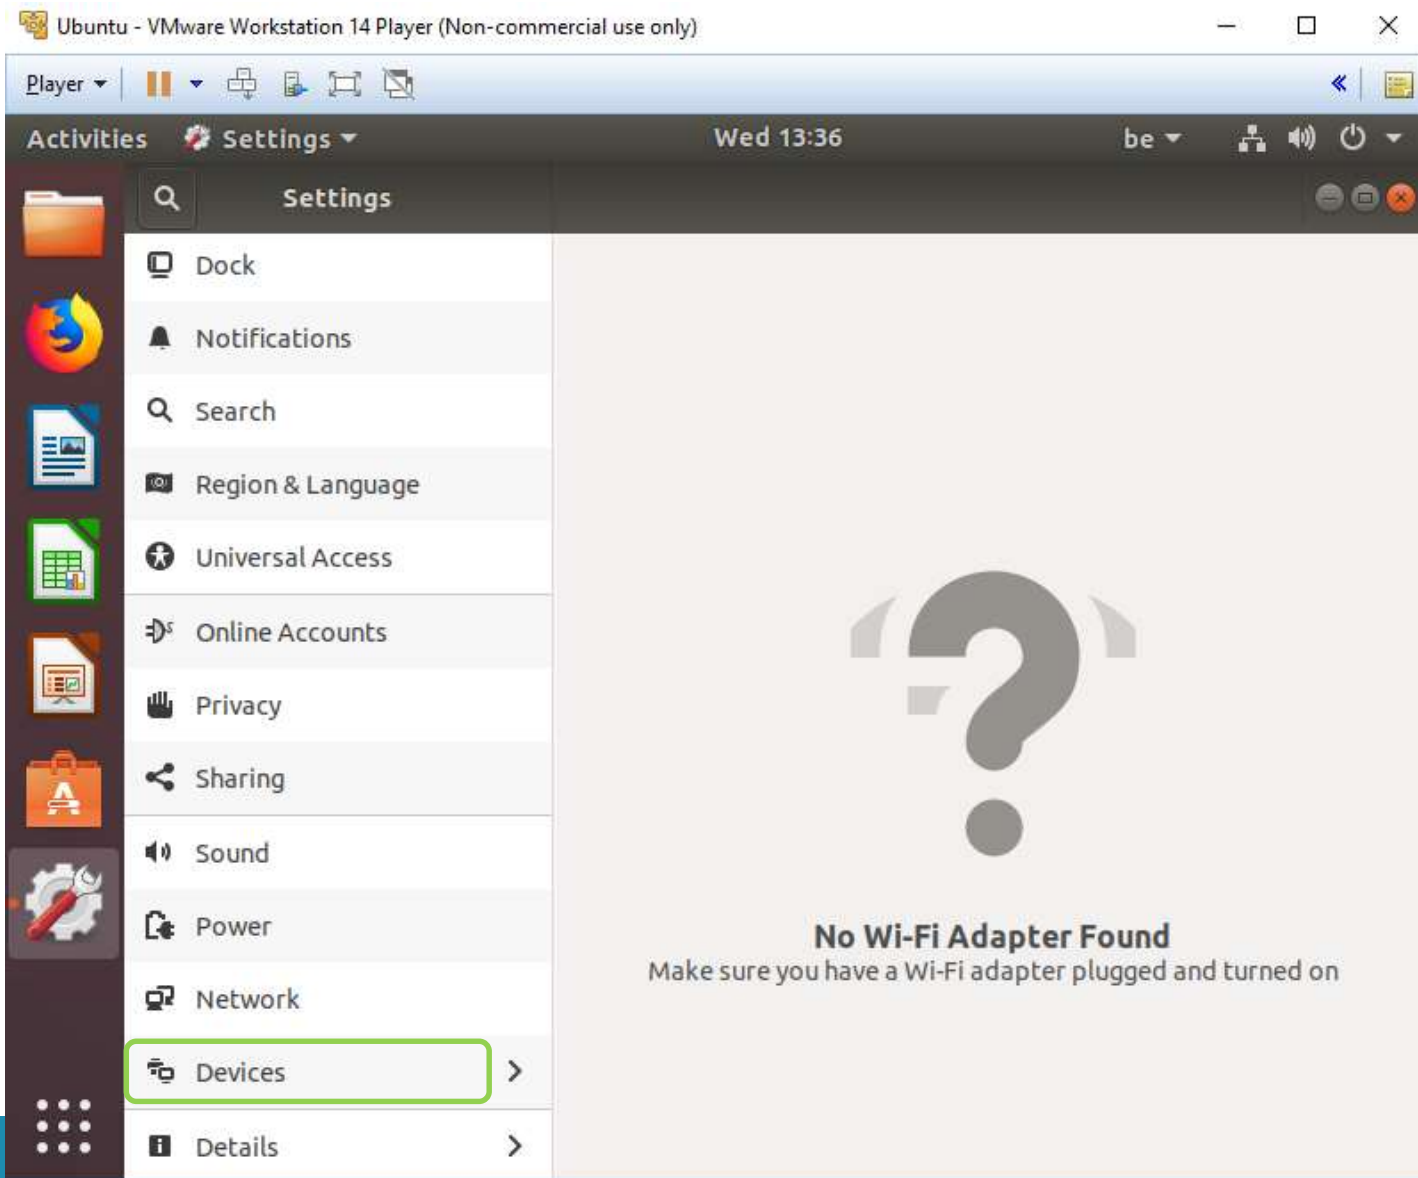 Ubuntu - VMware Workstation 14 Player (Non-commercial use only)
Player
Activities Settings Wed 13:36 be
Settings
Dock
Notifications
Search
Region & Language
Universal Access
Online Accounts
Privacy
Sharing
Sound
Power
Network
Devices
Details
No Wi-Fi Adapter Found
Make sure you have a Wi-Fi adapter plugged and turned on